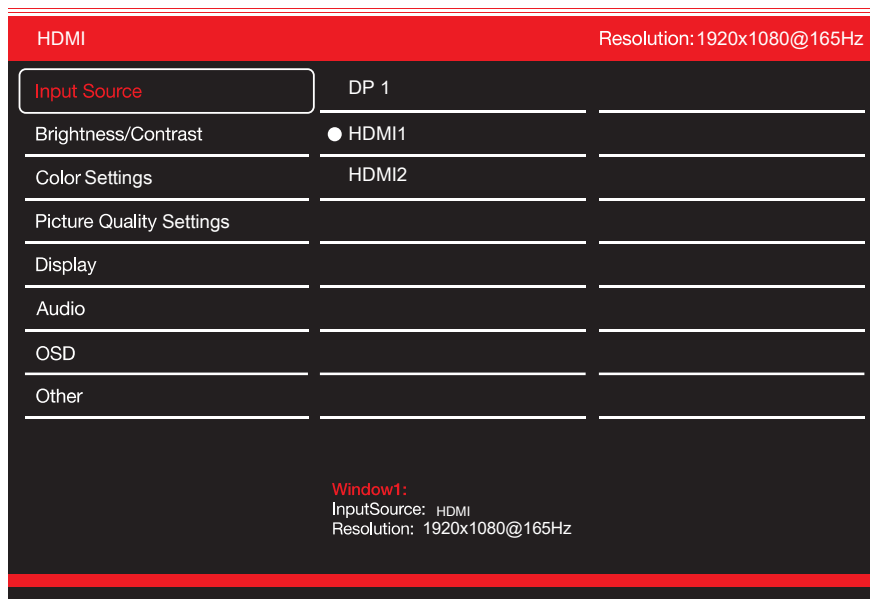 HDMI Resolution: 1920x1080@165Hz
Input Source DP 1
Brightness/Contrast HDMI1
Color Settings HDMI2
Picture Quality Settings
Display
Audio
OSD
Other
Window1:
InputSource: HDMI
Resolution: 1920x1080@165Hz